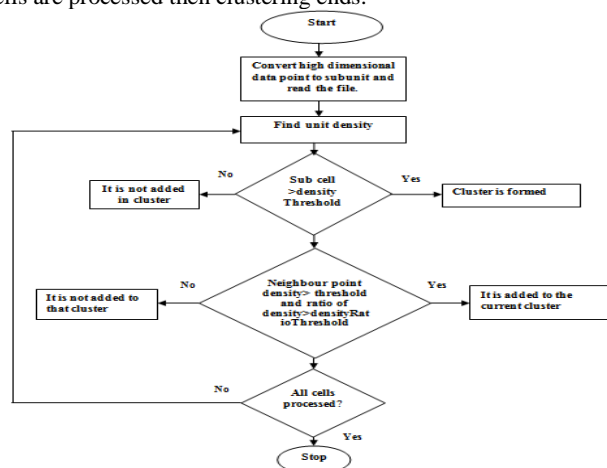 ells are processed then clustering ends.
Start
Convert high dimensional
data point to subunit and
read the file.
Find unit density
No
Yes
Sub cell
>density
Threshold
It is not added
in cluster
Cluster is formed
No
Yes
Neighbour point
density> threshold
and ratio of
density>densityRat
ioThreshold
It is not added to
that cluster
It is added to the
current cluster
No
All cells
processed?
Yes
Stop